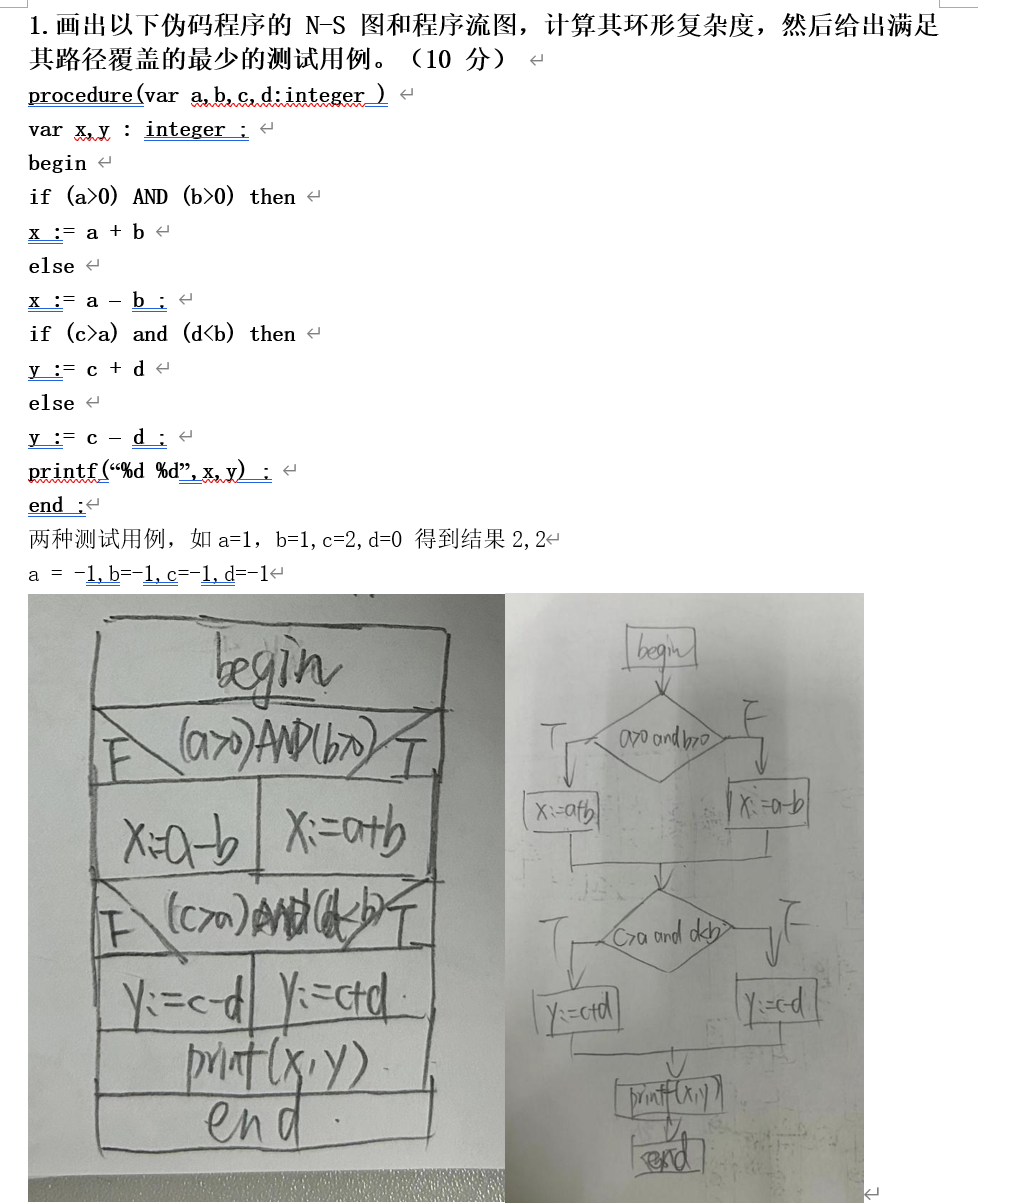 1.画出以下伪码程序的 N-S 图和程序流图，计算其环形复杂度，然后给出满足
其路径覆盖的最少的测试用例。（10 分）
procedure(var a,b,c,d:integer )
var x,y : integer ;
begin
if (a>0) AND (b>0) then
x := a + b
else
x := a – b ;
if (c>a) and (d<b) then
y := c + d
else
y := c – d ;
printf(“%d %d”,x,y) ;
end ;
两种测试用例，如 a=1，b=1,c=2,d=0 得到结果 2,2
a = -1,b=-1,c=-1,d=-1
begin
F (a>0)AND(b>0) T
x:=a-b x:=a+b
F (c>a)AND(d<b) T
y:=c-d y:=c+d
print(x,y)
end
begin
T a>0 and b>0 F
x:=a+b x:=a-b
T c>a and d<b F
y:=c+d y:=c-d
printf(x,y)
end